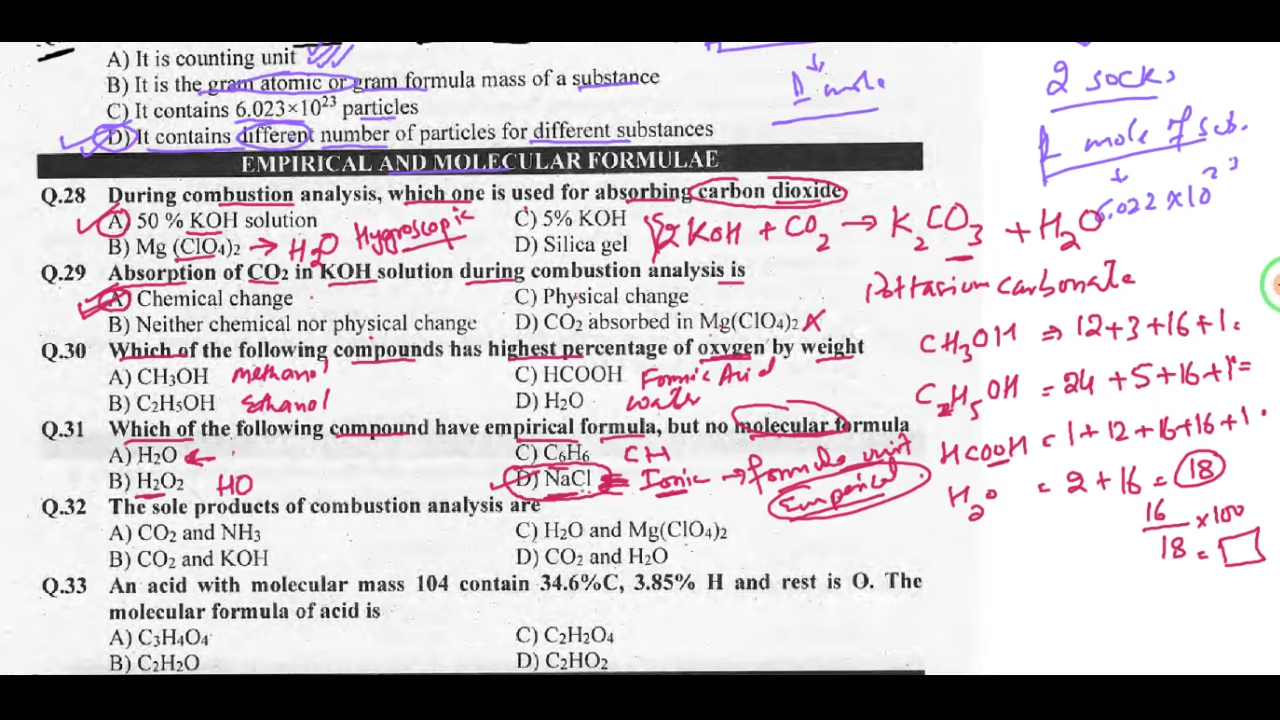 A) It is counting unit
B) It is the gram atomic or gram formula mass of a substance
C) It contains 6.023×10²³ particles
D) It contains different number of particles for different substances
1 mole
2 socks
1 mole of sub.
6.022 × 10²³
EMPIRICAL AND MOLECULAR FORMULAE
Q.28 During combustion analysis, which one is used for absorbing carbon dioxide
A) 50 % KOH solution C) 5% KOH
B) Mg (ClO4)2 → H2O Hygroscopic D) Silica gel
2 KOH + CO2 → K2CO3 + H2O
Pottassium carbonate
Q.29 Absorption of CO2 in KOH solution during combustion analysis is
A) Chemical change C) Physical change
B) Neither chemical nor physical change D) CO2 absorbed in Mg(ClO4)2 ×
Q.30 Which of the following compounds has highest percentage of oxygen by weight
A) CH3OH methanol C) HCOOH Formic Acid
B) C2H5OH Ethanol D) H2O water
CH3OH ⇒ 12+3+16+1.
C2H5OH = 24 + 5 + 16 + 1 =
HCOOH = 1 + 12 + 16 + 16 + 1
H2O = 2 + 16 = 18
16
18
× 100
=
Q.31 Which of the following compound have empirical formula, but no molecular formula
A) H2O ← C) C6H6 CH
B) H2O2 HO D) NaCl = Ionic → formula unit
Emperical
Q.32 The sole products of combustion analysis are
A) CO2 and NH3 C) H2O and Mg(ClO4)2
B) CO2 and KOH D) CO2 and H2O
Q.33 An acid with molecular mass 104 contain 34.6%C, 3.85% H and rest is O. The
molecular formula of acid is
A) C3H4O4 C) C2H2O4
B) C2H2O D) C2HO2